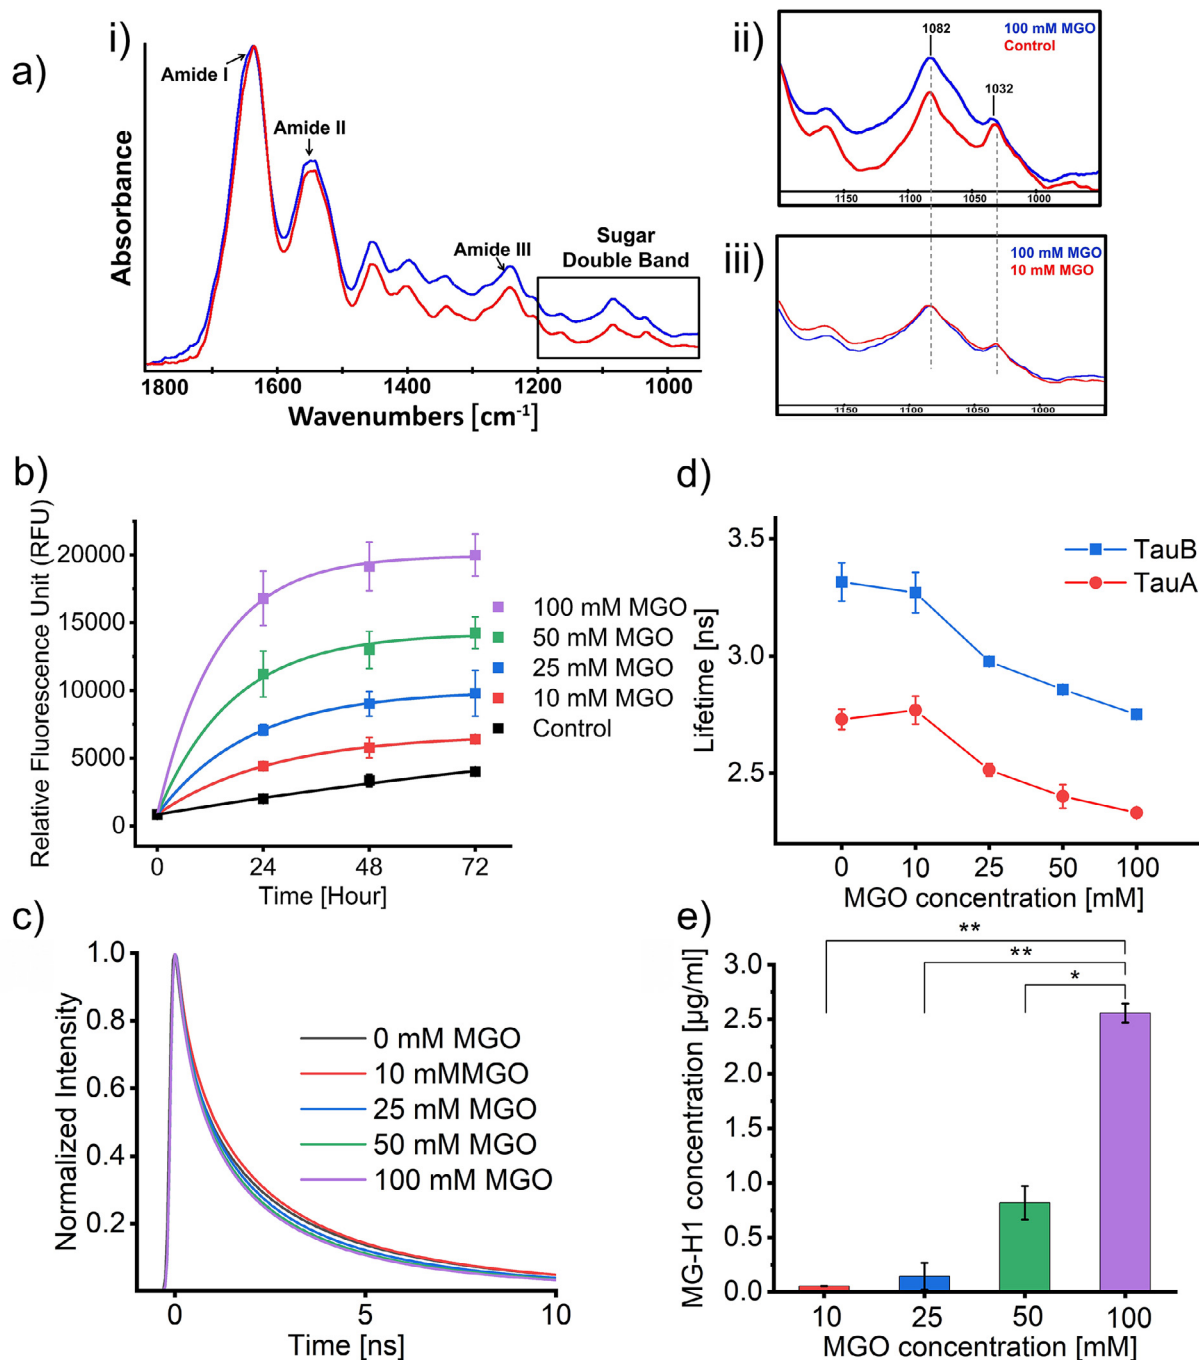 a)
i)
Amide I
Amide II
Amide III
Sugar
Double Band
Absorbance
1800 1600 1400 1200 1000
Wavenumbers [cm-1]
ii)
1082
1032
100 mM MGO
Control
1150 1100 1050 1000
iii)
100 mM MGO
10 mM MGO
1150 1100 1050 1000
b)
Relative Fluorescence Unit (RFU)
20000
15000
10000
5000
0
0 24 48 72
Time [Hour]
100 mM MGO
50 mM MGO
25 mM MGO
10 mM MGO
Control
d)
Lifetime [ns]
3.5
3.0
2.5
TauB
TauA
0 10 25 50 100
MGO concentration [mM]
c)
Normalized Intensity
1.0
0.8
0.6
0.4
0.2
0 mM MGO
10 mMMGO
25 mM MGO
50 mM MGO
100 mM MGO
0 5 10
Time [ns]
e)
**
**
*
MG-H1 concentration [µg/ml]
3.0
2.5
2.0
1.5
1.0
0.5
0.0
10 25 50 100
MGO concentration [mM]